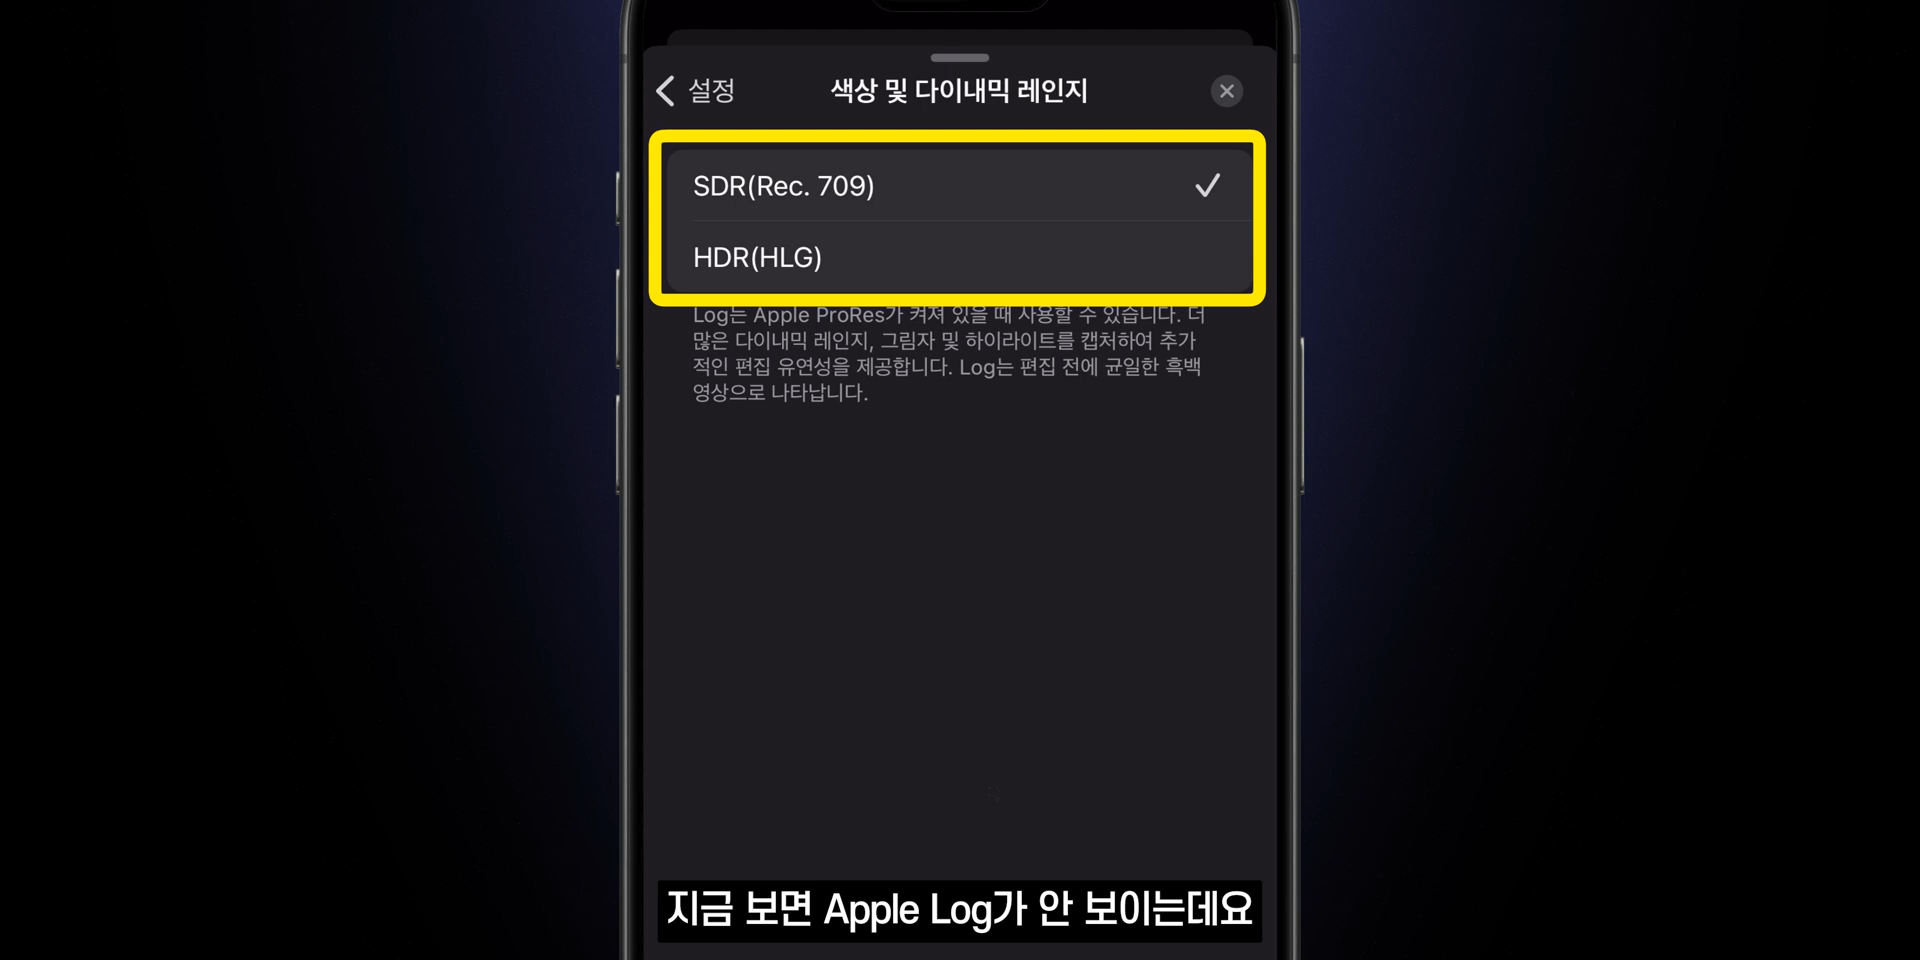 설정
색상 및 다이내믹 레인지
SDR(Rec. 709)
HDR(HLG)
Log는 Apple ProRes가 켜져 있을 때 사용할 수 있습니다. 더
많은 다이내믹 레인지, 그림자 및 하이라이트를 캡처하여 추가
적인 편집 유연성을 제공합니다. Log는 편집 전에 균일한 흑백
영상으로 나타납니다.
지금 보면 Apple Log가 안 보이는데요